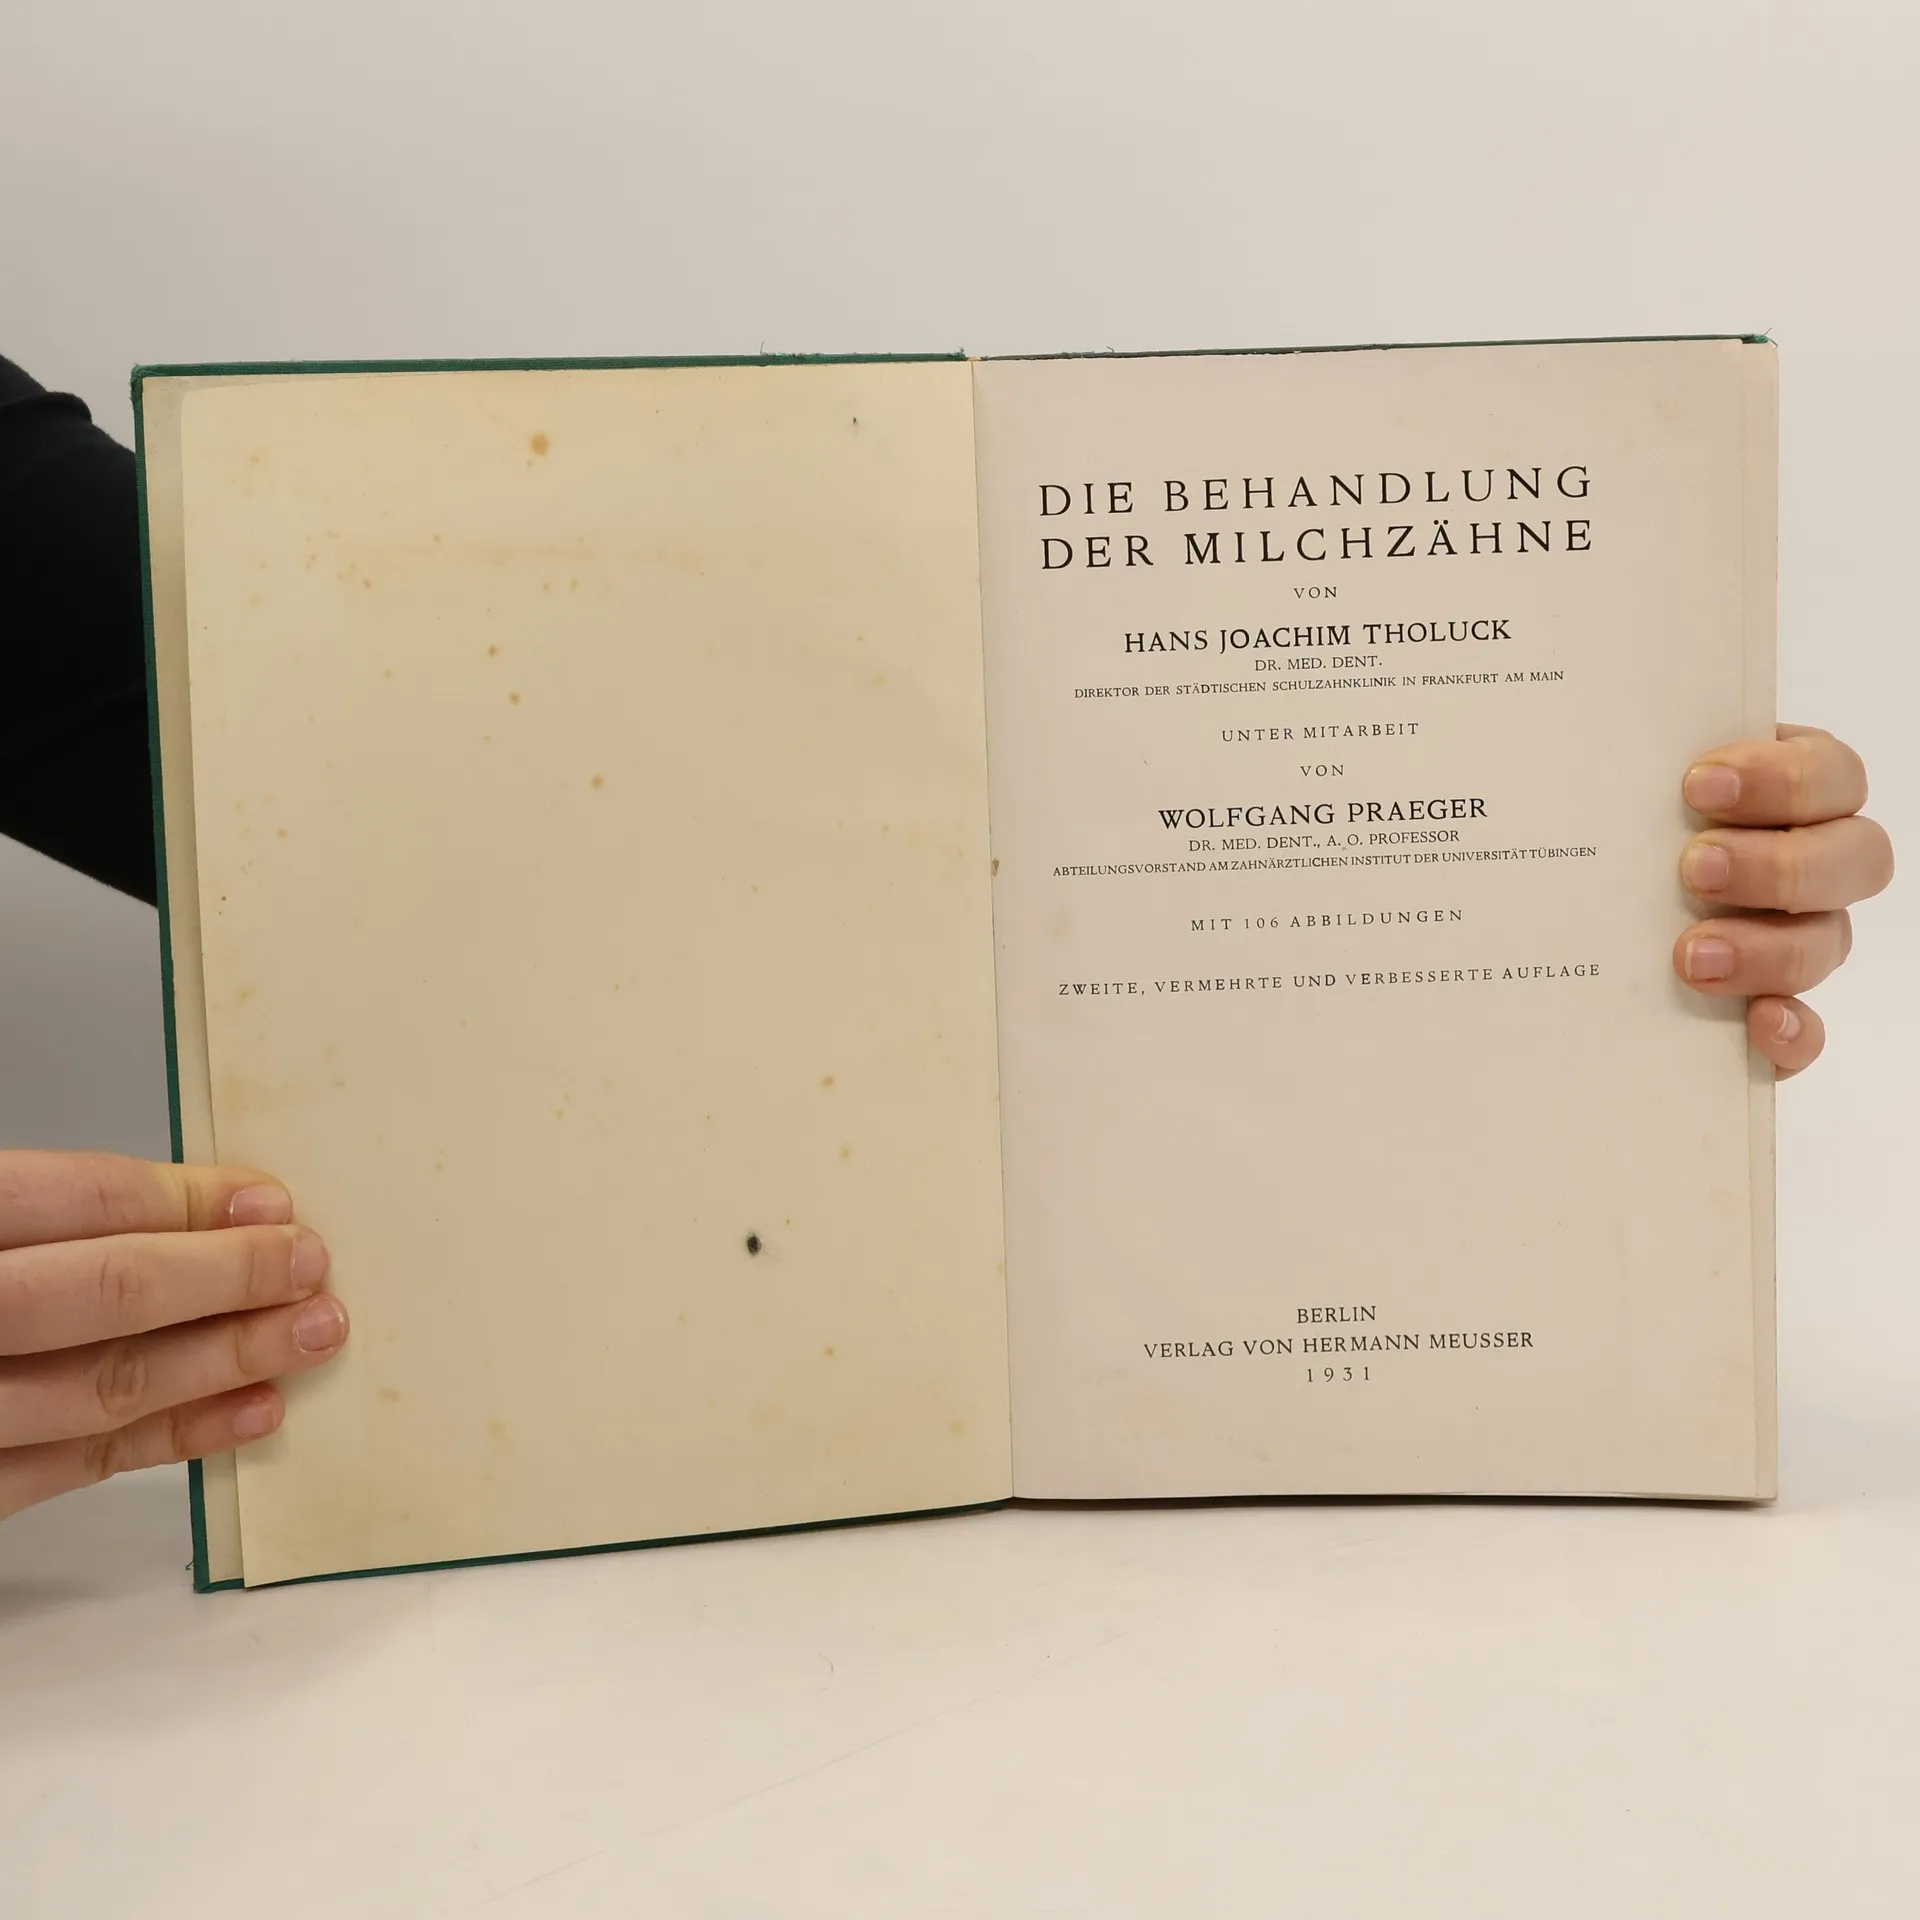 DIE BEHANDLUNG
DER MILCHZÄHNE
VON
HANS JOACHIM THOLUCK
DR. MED. DENT.
DIREKTOR DER STÄDTISCHEN SCHULZAHNKLINIK IN FRANKFURT AM MAIN
UNTER MITARBEIT
VON
WOLFGANG PRAEGER
DR. MED. DENT., A. O. PROFESSOR
ABTEILUNGSVORSTAND AM ZAHNÄRZTLICHEN INSTITUT DER UNIVERSITÄT TÜBINGEN
MIT 106 ABBILDUNGEN
ZWEITE, VERMEHRTE UND VERBESSERTE AUFLAGE
BERLIN
VERLAG VON HERMANN MEUSSER
1931